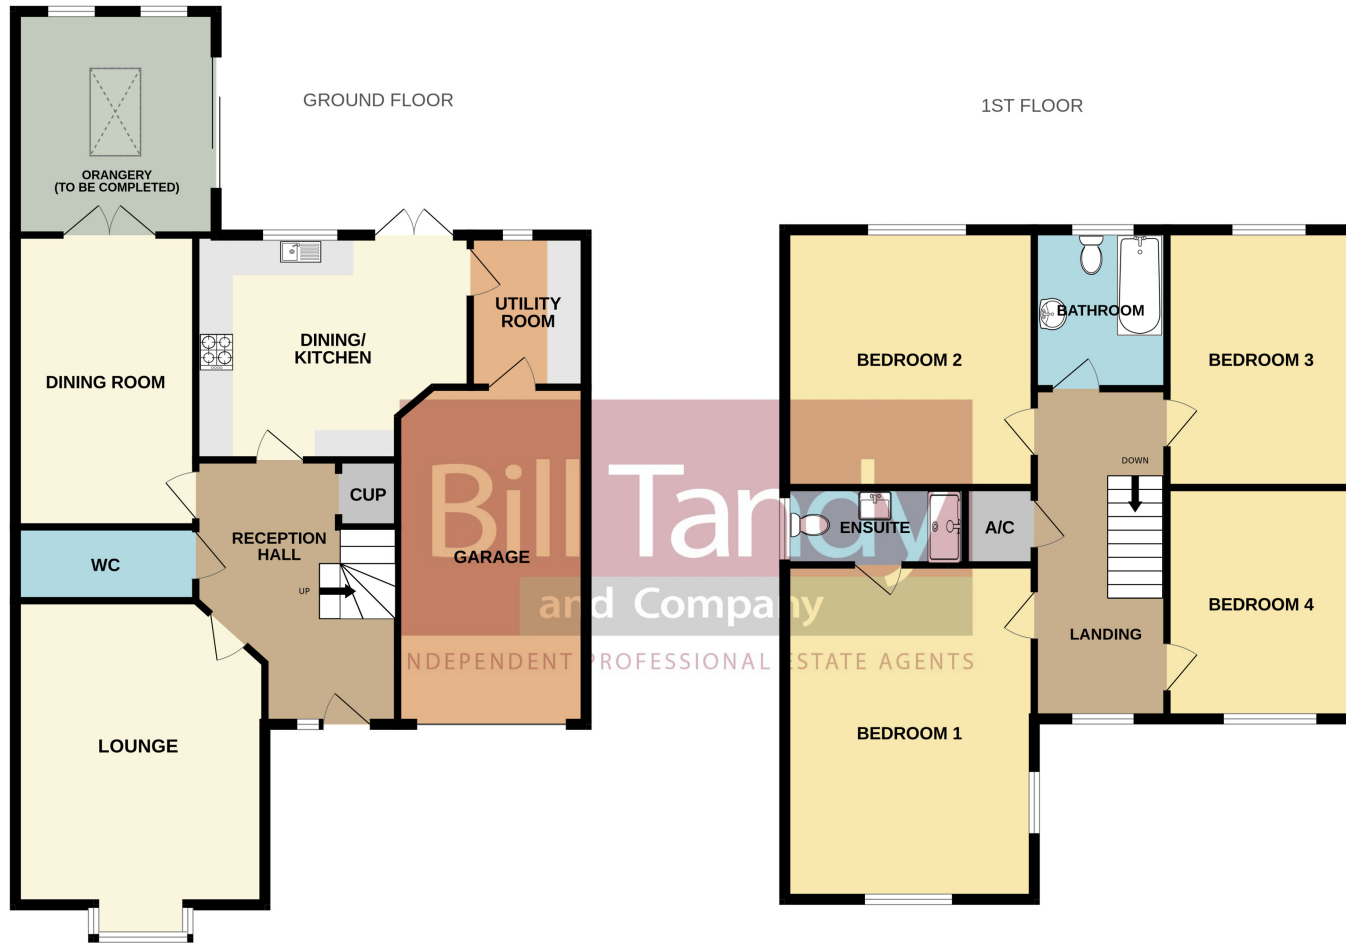 GROUND FLOOR
1ST FLOOR
ORANGERY
(TO BE COMPLETED)
DINING ROOM
DINING/
KITCHEN
UTILITY
ROOM
CUP
RECEPTION
HALL
WC
UP
GARAGE
LOUNGE
BEDROOM 2
BATHROOM
BEDROOM 3
DOWN
ENSUITE
A/C
LANDING
BEDROOM 4
BEDROOM 1
Bill Tandy
and Company
INDEPENDENT PROFESSIONAL ESTATE AGENTS